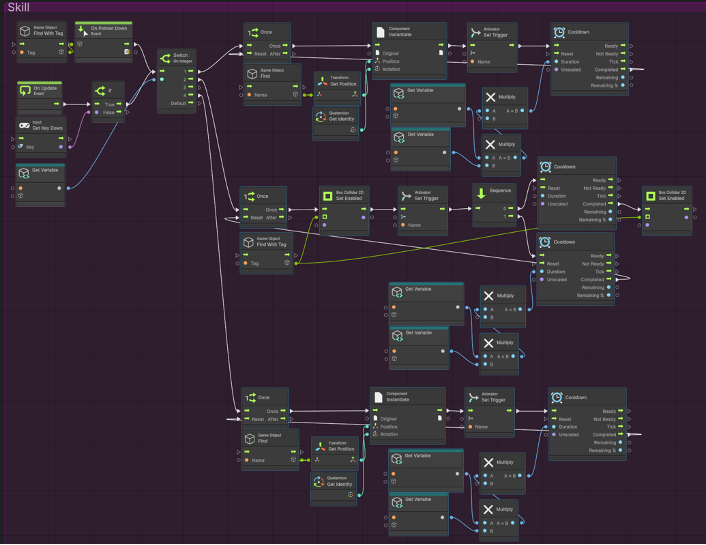 Skill
Game Object
Find With Tag
Tag
On Pointer Down
Event
On Update
Event
If
True
False
Input
Get Key Down
Key
Get Variable
Switch
On Integer
1
2
3
4
Default
Once
Once
Reset After
Game Object
Find
Name
Transform
Get Position
Quaternion
Get Identity
Component
Instantiate
Original
Position
Rotation
Animator
Set Trigger
Name
Cooldown
Ready
Reset Not Ready
Duration Tick
Unscaled Completed
Remaining
Remaining %
Get Variable
Get Variable
Multiply
A A × B
B
Multiply
A A × B
B
Once
Once
Reset After
Game Object
Find With Tag
Tag
Box Collider 2D
Set Enabled
Animator
Set Trigger
Name
Sequence
0
1
Cooldown
Ready
Reset Not Ready
Duration Tick
Unscaled Completed
Remaining
Remaining %
Box Collider 2D
Set Enabled
Cooldown
Ready
Reset Not Ready
Duration Tick
Unscaled Completed
Remaining
Remaining %
Get Variable
Get Variable
Multiply
A A × B
B
Multiply
A A × B
B
Once
Once
Reset After
Game Object
Find
Name
Transform
Get Position
Quaternion
Get Identity
Component
Instantiate
Original
Position
Rotation
Animator
Set Trigger
Name
Cooldown
Ready
Reset Not Ready
Duration Tick
Unscaled Completed
Remaining
Remaining %
Get Variable
Get Variable
Multiply
A A × B
B
Multiply
A A × B
B